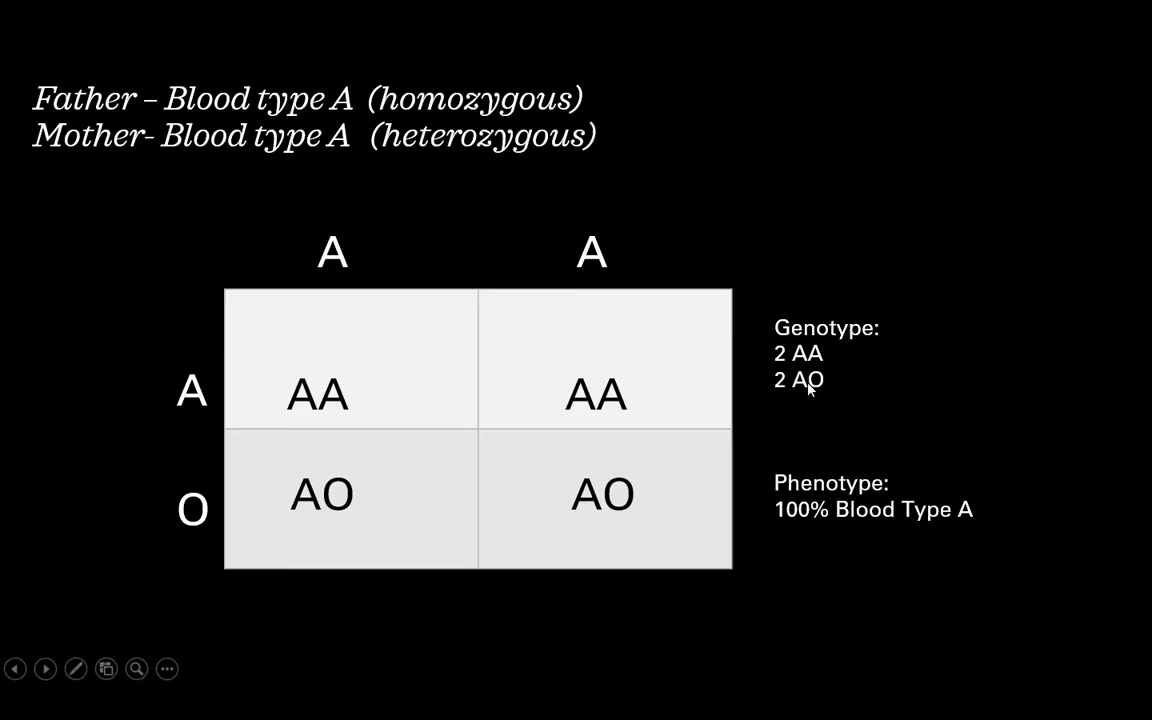 Father – Blood type A (homozygous)
Mother- Blood type A (heterozygous)
A A
A AA AA
O AO AO
Genotype:
2 AA
2 AO
Phenotype:
100% Blood Type A